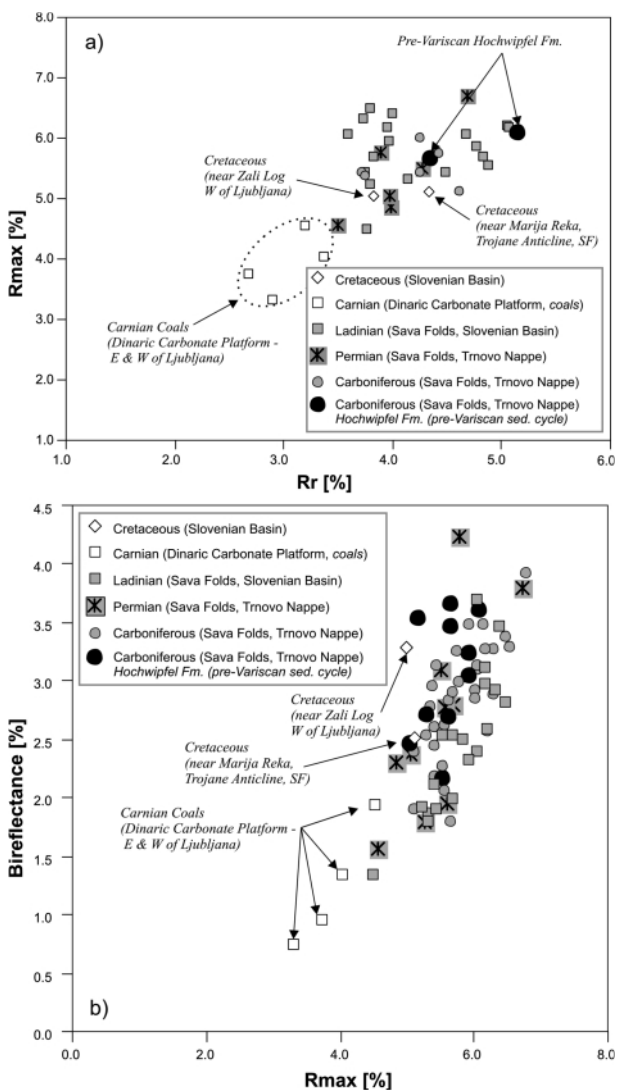 a)
Rmax [%]
8.0
7.0
6.0
5.0
4.0
3.0
2.0
1.0
Pre-Variscan Hochwipfel Fm.
Cretaceous
(near Zali Log
W of Ljubljana)
Cretaceous
(near Marija Reka,
Trojane Anticline, SF)
Carnian Coals
(Dinaric Carbonate Platform -
E & W of Ljubljana)
Cretaceous (Slovenian Basin)
Carnian (Dinaric Carbonate Platform, coals)
Ladinian (Sava Folds, Slovenian Basin)
Permian (Sava Folds, Trnovo Nappe)
Carboniferous (Sava Folds, Trnovo Nappe)
Carboniferous (Sava Folds, Trnovo Nappe)
Hochwipfel Fm. (pre-Variscan sed. cycle)
1.0 2.0 3.0 4.0 5.0 6.0
Rr [%]
Bireflectance [%]
4.5
4.0
3.5
3.0
2.5
2.0
1.5
1.0
0.5
0.0
Cretaceous (Slovenian Basin)
Carnian (Dinaric Carbonate Platform, coals)
Ladinian (Sava Folds, Slovenian Basin)
Permian (Sava Folds, Trnovo Nappe)
Carboniferous (Sava Folds, Trnovo Nappe)
Carboniferous (Sava Folds, Trnovo Nappe)
Hochwipfel Fm. (pre-Variscan sed. cycle)
Cretaceous
(near Zali Log
W of Ljubljana)
Cretaceous
(near Marija Reka,
Trojane Anticline, SF)
Carnian Coals
(Dinaric Carbonate Platform -
E & W of Ljubljana)
b)
0.0 2.0 4.0 6.0 8.0
Rmax [%]